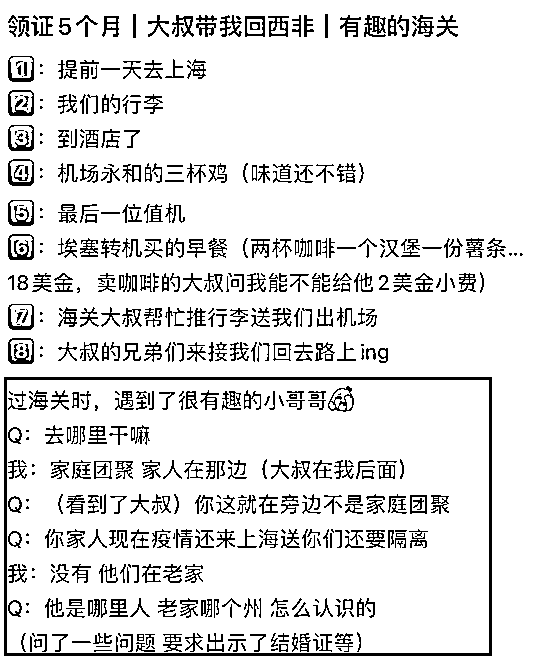 领证5个月｜大叔带我回西非｜有趣的海关
1：提前一天去上海
2：我们的行李
3：到酒店了
4：机场永和的三杯鸡（味道还不错）
5：最后一位值机
6：埃塞转机买的早餐（两杯咖啡一个汉堡一份薯条...
18美金，卖咖啡的大叔问我能不能给他2美金小费）
7：海关大叔帮忙推行李送我们出机场
8：大叔的兄弟们来接我们回去路上ing
过海关时，遇到了很有趣的小哥哥
Q：去哪里干嘛
我：家庭团聚 家人在那边（大叔在我后面）
Q：（看到了大叔）你这就在旁边不是家庭团聚
Q：你家人现在疫情还来上海送你们还要隔离
我：没有 他们在老家
Q：他是哪里人 老家哪个州 怎么认识的
（问了一些问题 要求出示了结婚证等）